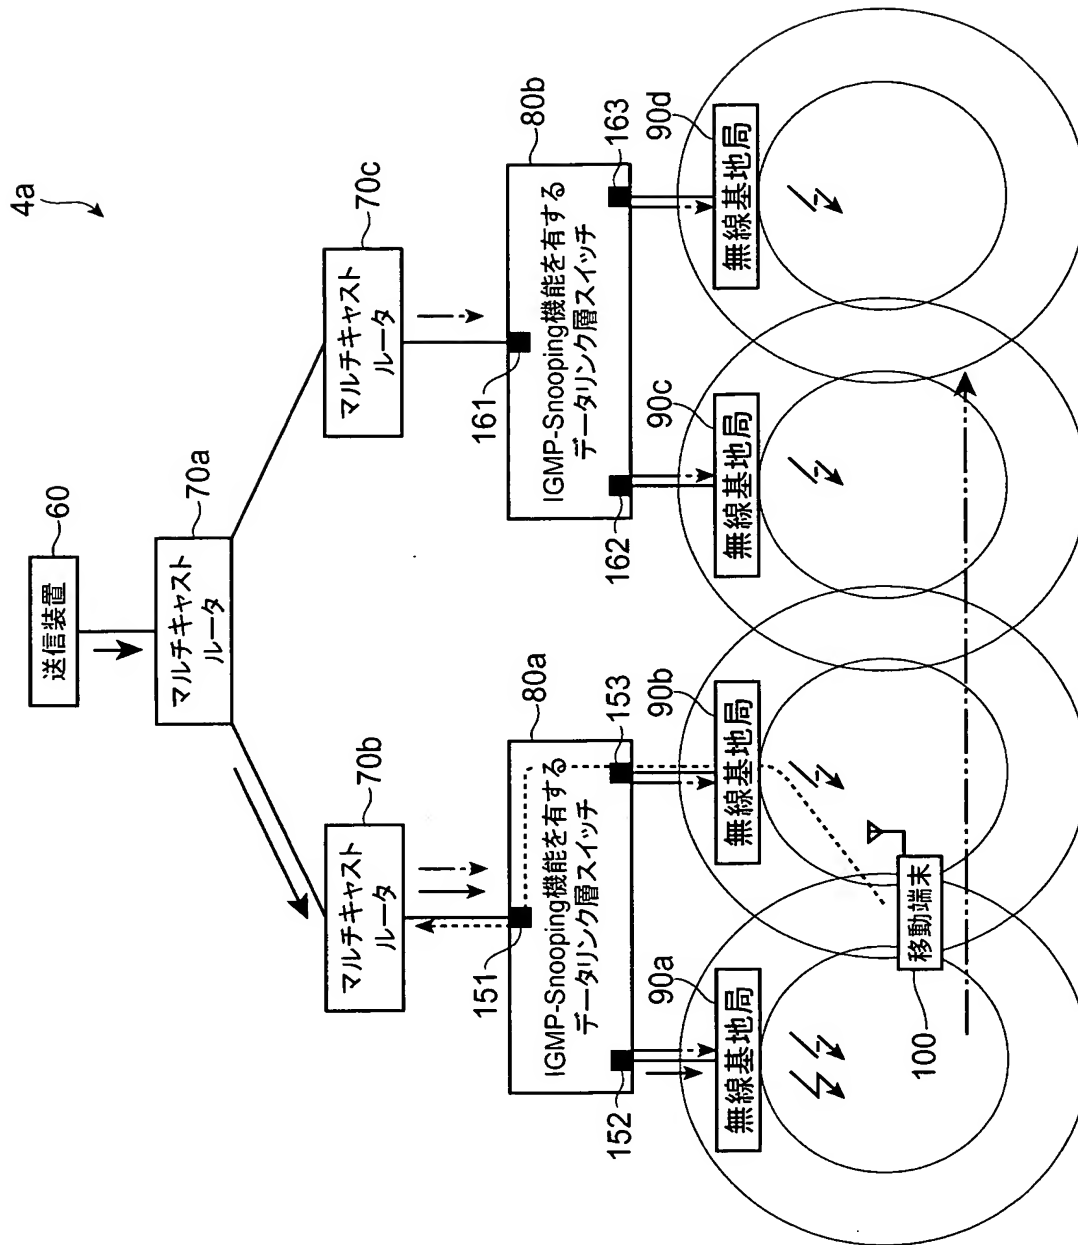 4a
60
送信装置
70a
マルチキャスト
ルータ
70b
マルチキャスト
ルータ
70c
マルチキャスト
ルータ
151
80a
IGMP-Snooping機能を有する
データリンク層スイッチ
152
153
161
80b
IGMP-Snooping機能を有する
データリンク層スイッチ
162
163
90a
無線基地局
90b
無線基地局
90c
無線基地局
90d
無線基地局
移動端末
100